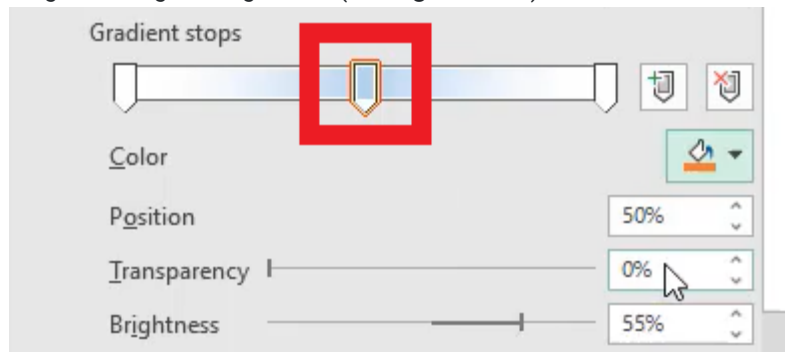 Gradient stops
Color
Position 50%
Transparency 0%
Brightness 55%